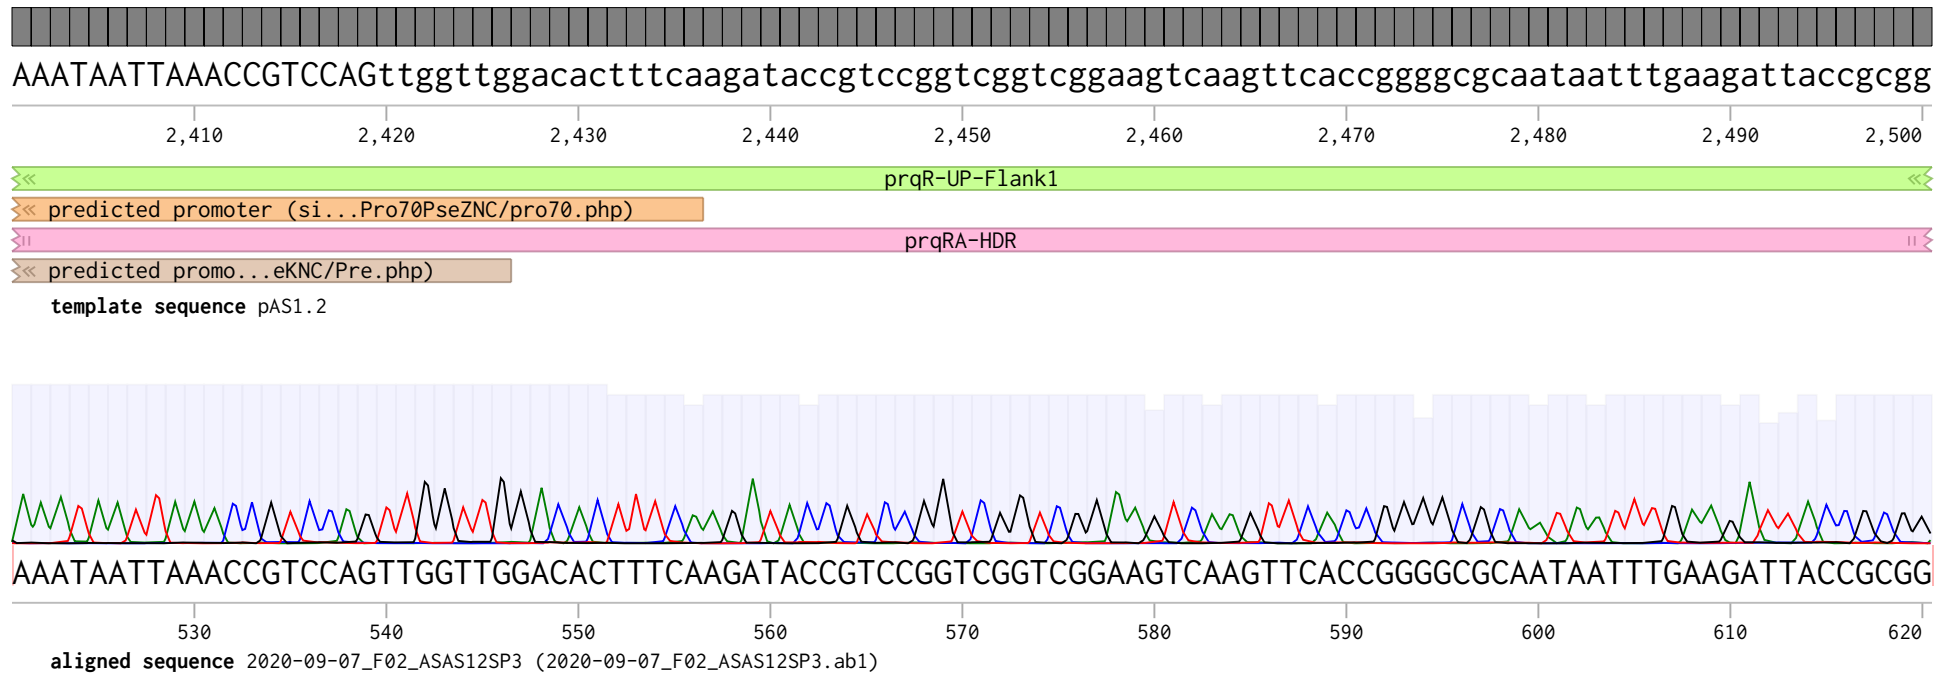 AAATAATTAAACCGTCCAGttggttggacactttcaagataccgtccggtcggtcggaagtcaagttcaccggggcgcaataatttgaagattaccgcgg
2,410 2,420 2,430 2,440 2,450 2,460 2,470 2,480 2,490 2,500
prqR-UP-Flank1
predicted promoter (si...Pro70PseZNC/pro70.php)
prqRA-HDR
predicted promo...eKNC/Pre.php)
template sequence pAS1.2
AAATAATTAAACCGTCCAGTTGGTTGGACACTTTCAAGATACCGTCCGGTCGGTCGGAAGTCAAGTTCACCGGGGCGCAATAATTTGAAGATTACCGCGG
530 540 550 560 570 580 590 600 610 620
aligned sequence 2020-09-07_F02_ASAS12SP3 (2020-09-07_F02_ASAS12SP3.ab1)